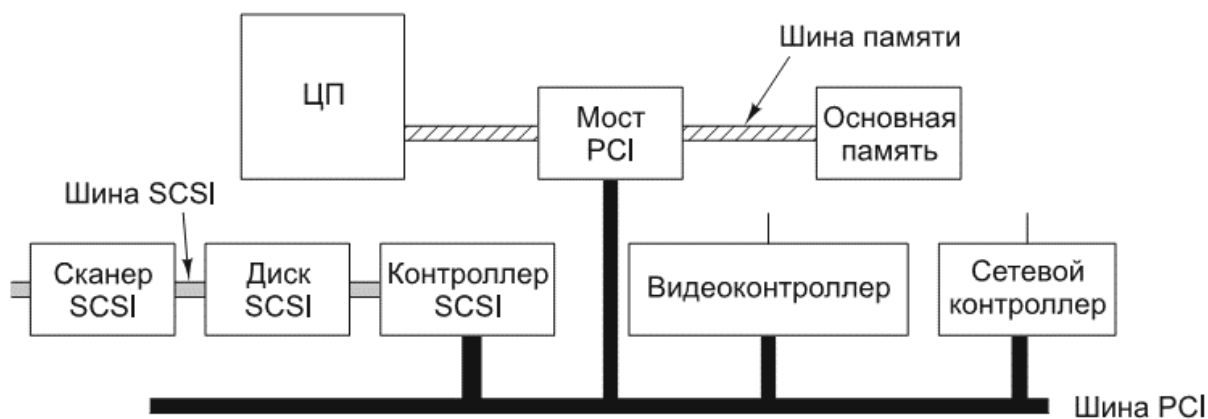 Шина памяти
ЦП
Мост
PCI
Основная
память
Шина SCSI
Сканер
SCSI
Диск
SCSI
Контроллер
SCSI
Видеоконтроллер
Сетевой
контроллер
Шина PCI